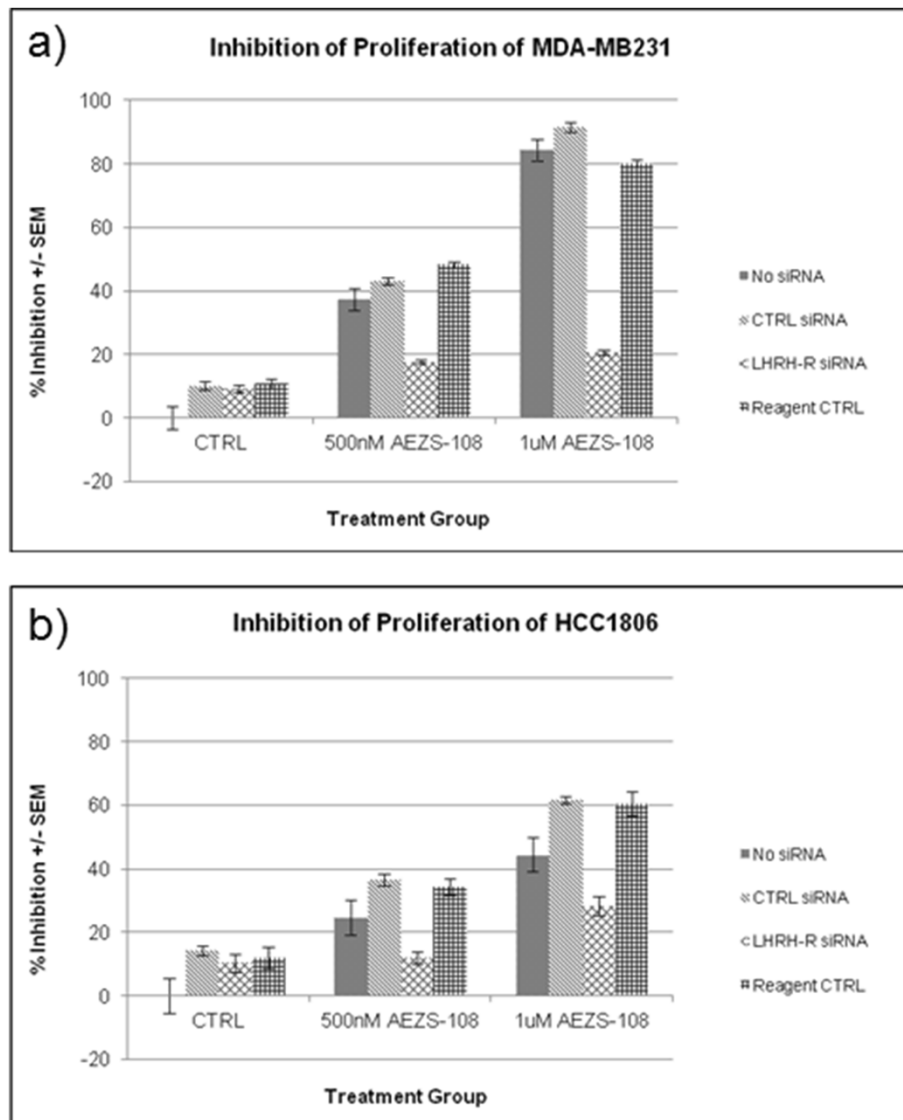 a)
Inhibition of Proliferation of MDA-MB231
100
80
60
40
20
0
-20
% Inhibition +/- SEM
CTRL
500nM AEZS-108
1uM AEZS-108
Treatment Group
No siRNA
CTRL siRNA
LHRH-R siRNA
Reagent CTRL
b)
Inhibition of Proliferation of HCC1806
100
80
60
40
20
0
-20
% Inhibition +/- SEM
CTRL
500nM AEZS-108
1uM AEZS-108
Treatment Group
No siRNA
CTRL siRNA
LHRH-R siRNA
Reagent CTRL